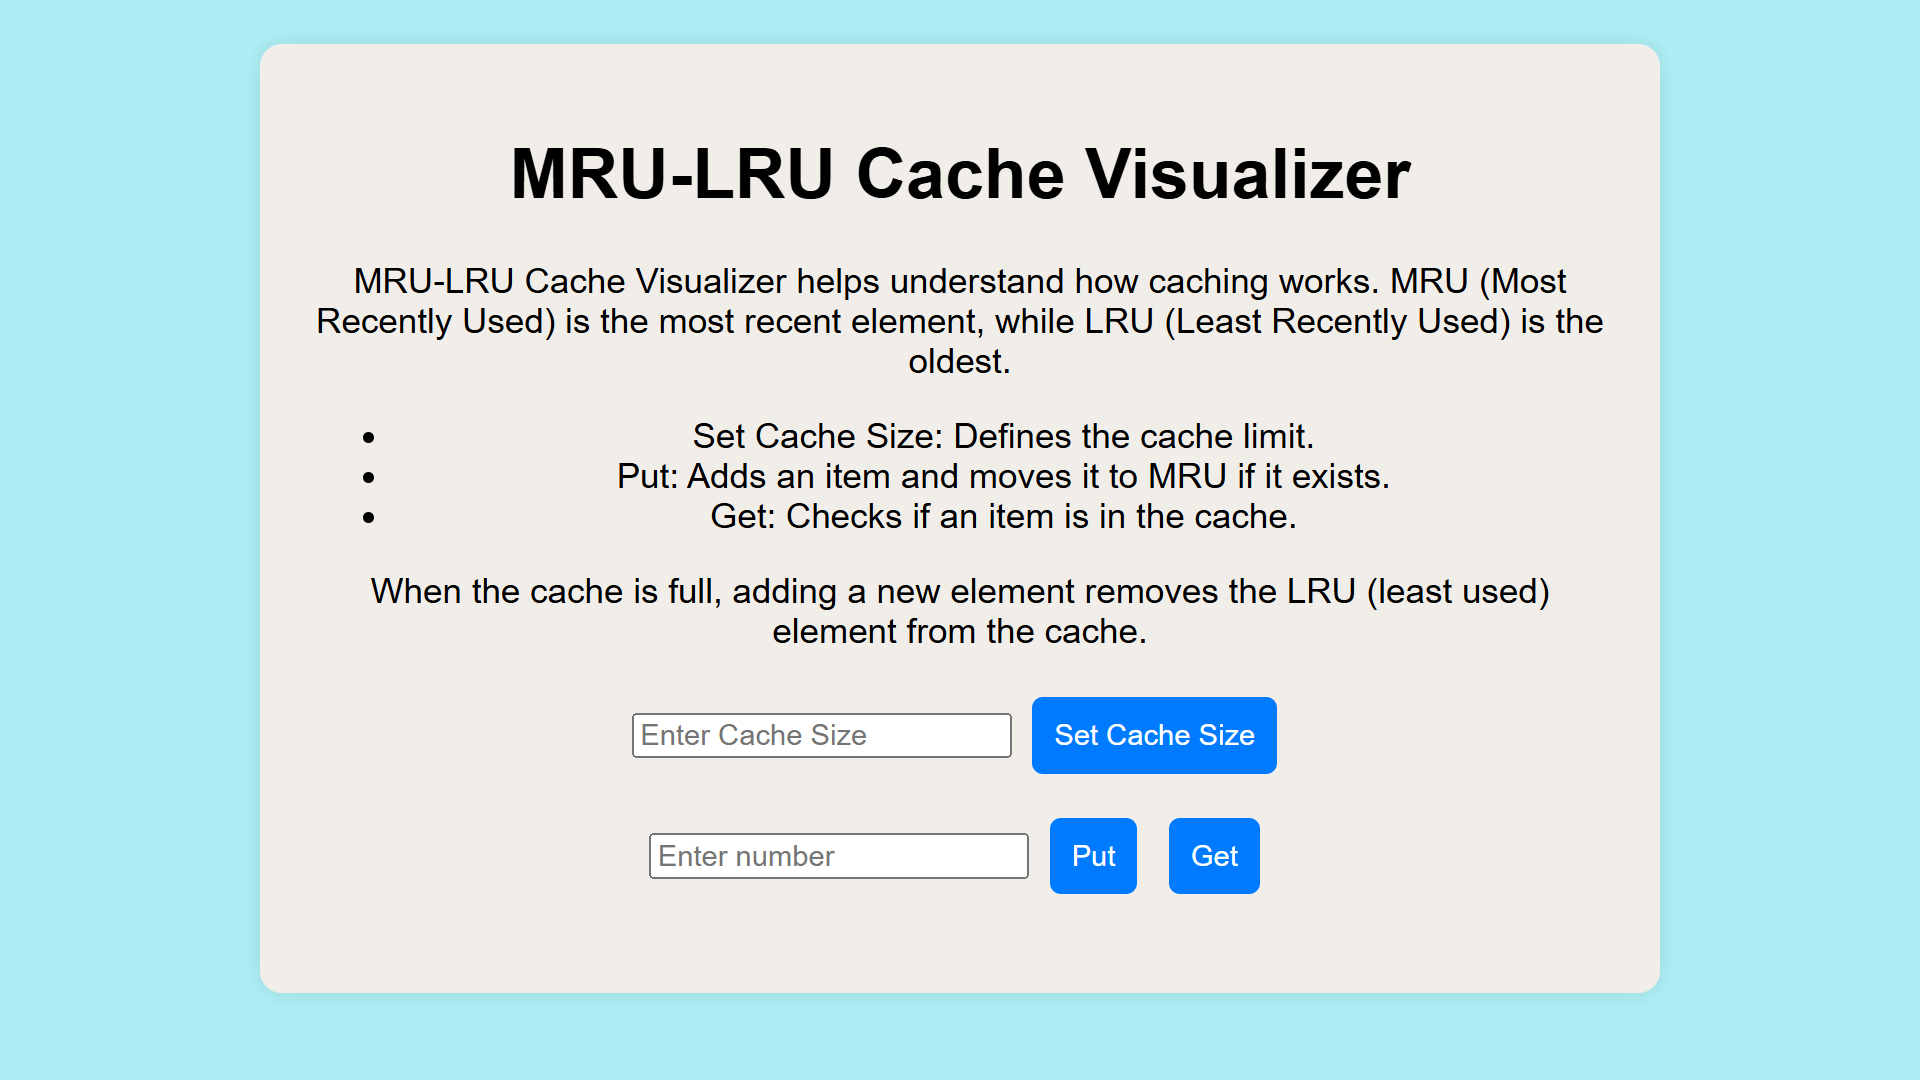 MRU-LRU Cache Visualizer
MRU-LRU Cache Visualizer helps understand how caching works. MRU (Most
Recently Used) is the most recent element, while LRU (Least Recently Used) is the
oldest.
• Set Cache Size: Defines the cache limit.
• Put: Adds an item and moves it to MRU if it exists.
• Get: Checks if an item is in the cache.
When the cache is full, adding a new element removes the LRU (least used)
element from the cache.
Enter Cache Size Set Cache Size
Enter number Put Get